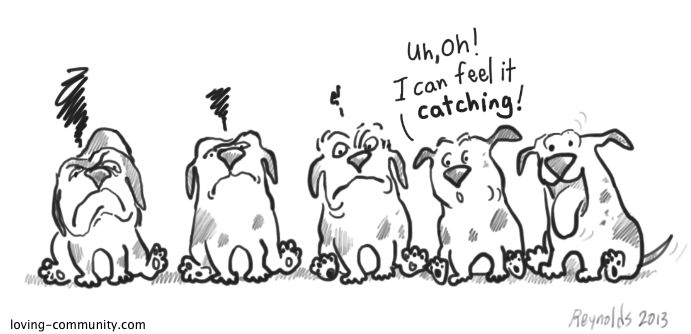 Uh, Oh!
I can feel it
catching!
loving-community.com
Reynolds 2013